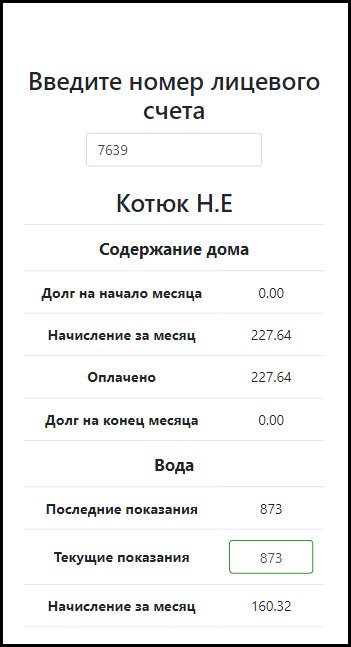 Введите номер лицевого
счета
7639
Котюк Н.Е
Содержание дома
Долг на начало месяца 0.00
Начисление за месяц 227.64
Оплачено 227.64
Долг на конец месяца 0.00
Вода
Последние показания 873
Текущие показания 873
Начисление за месяц 160.32